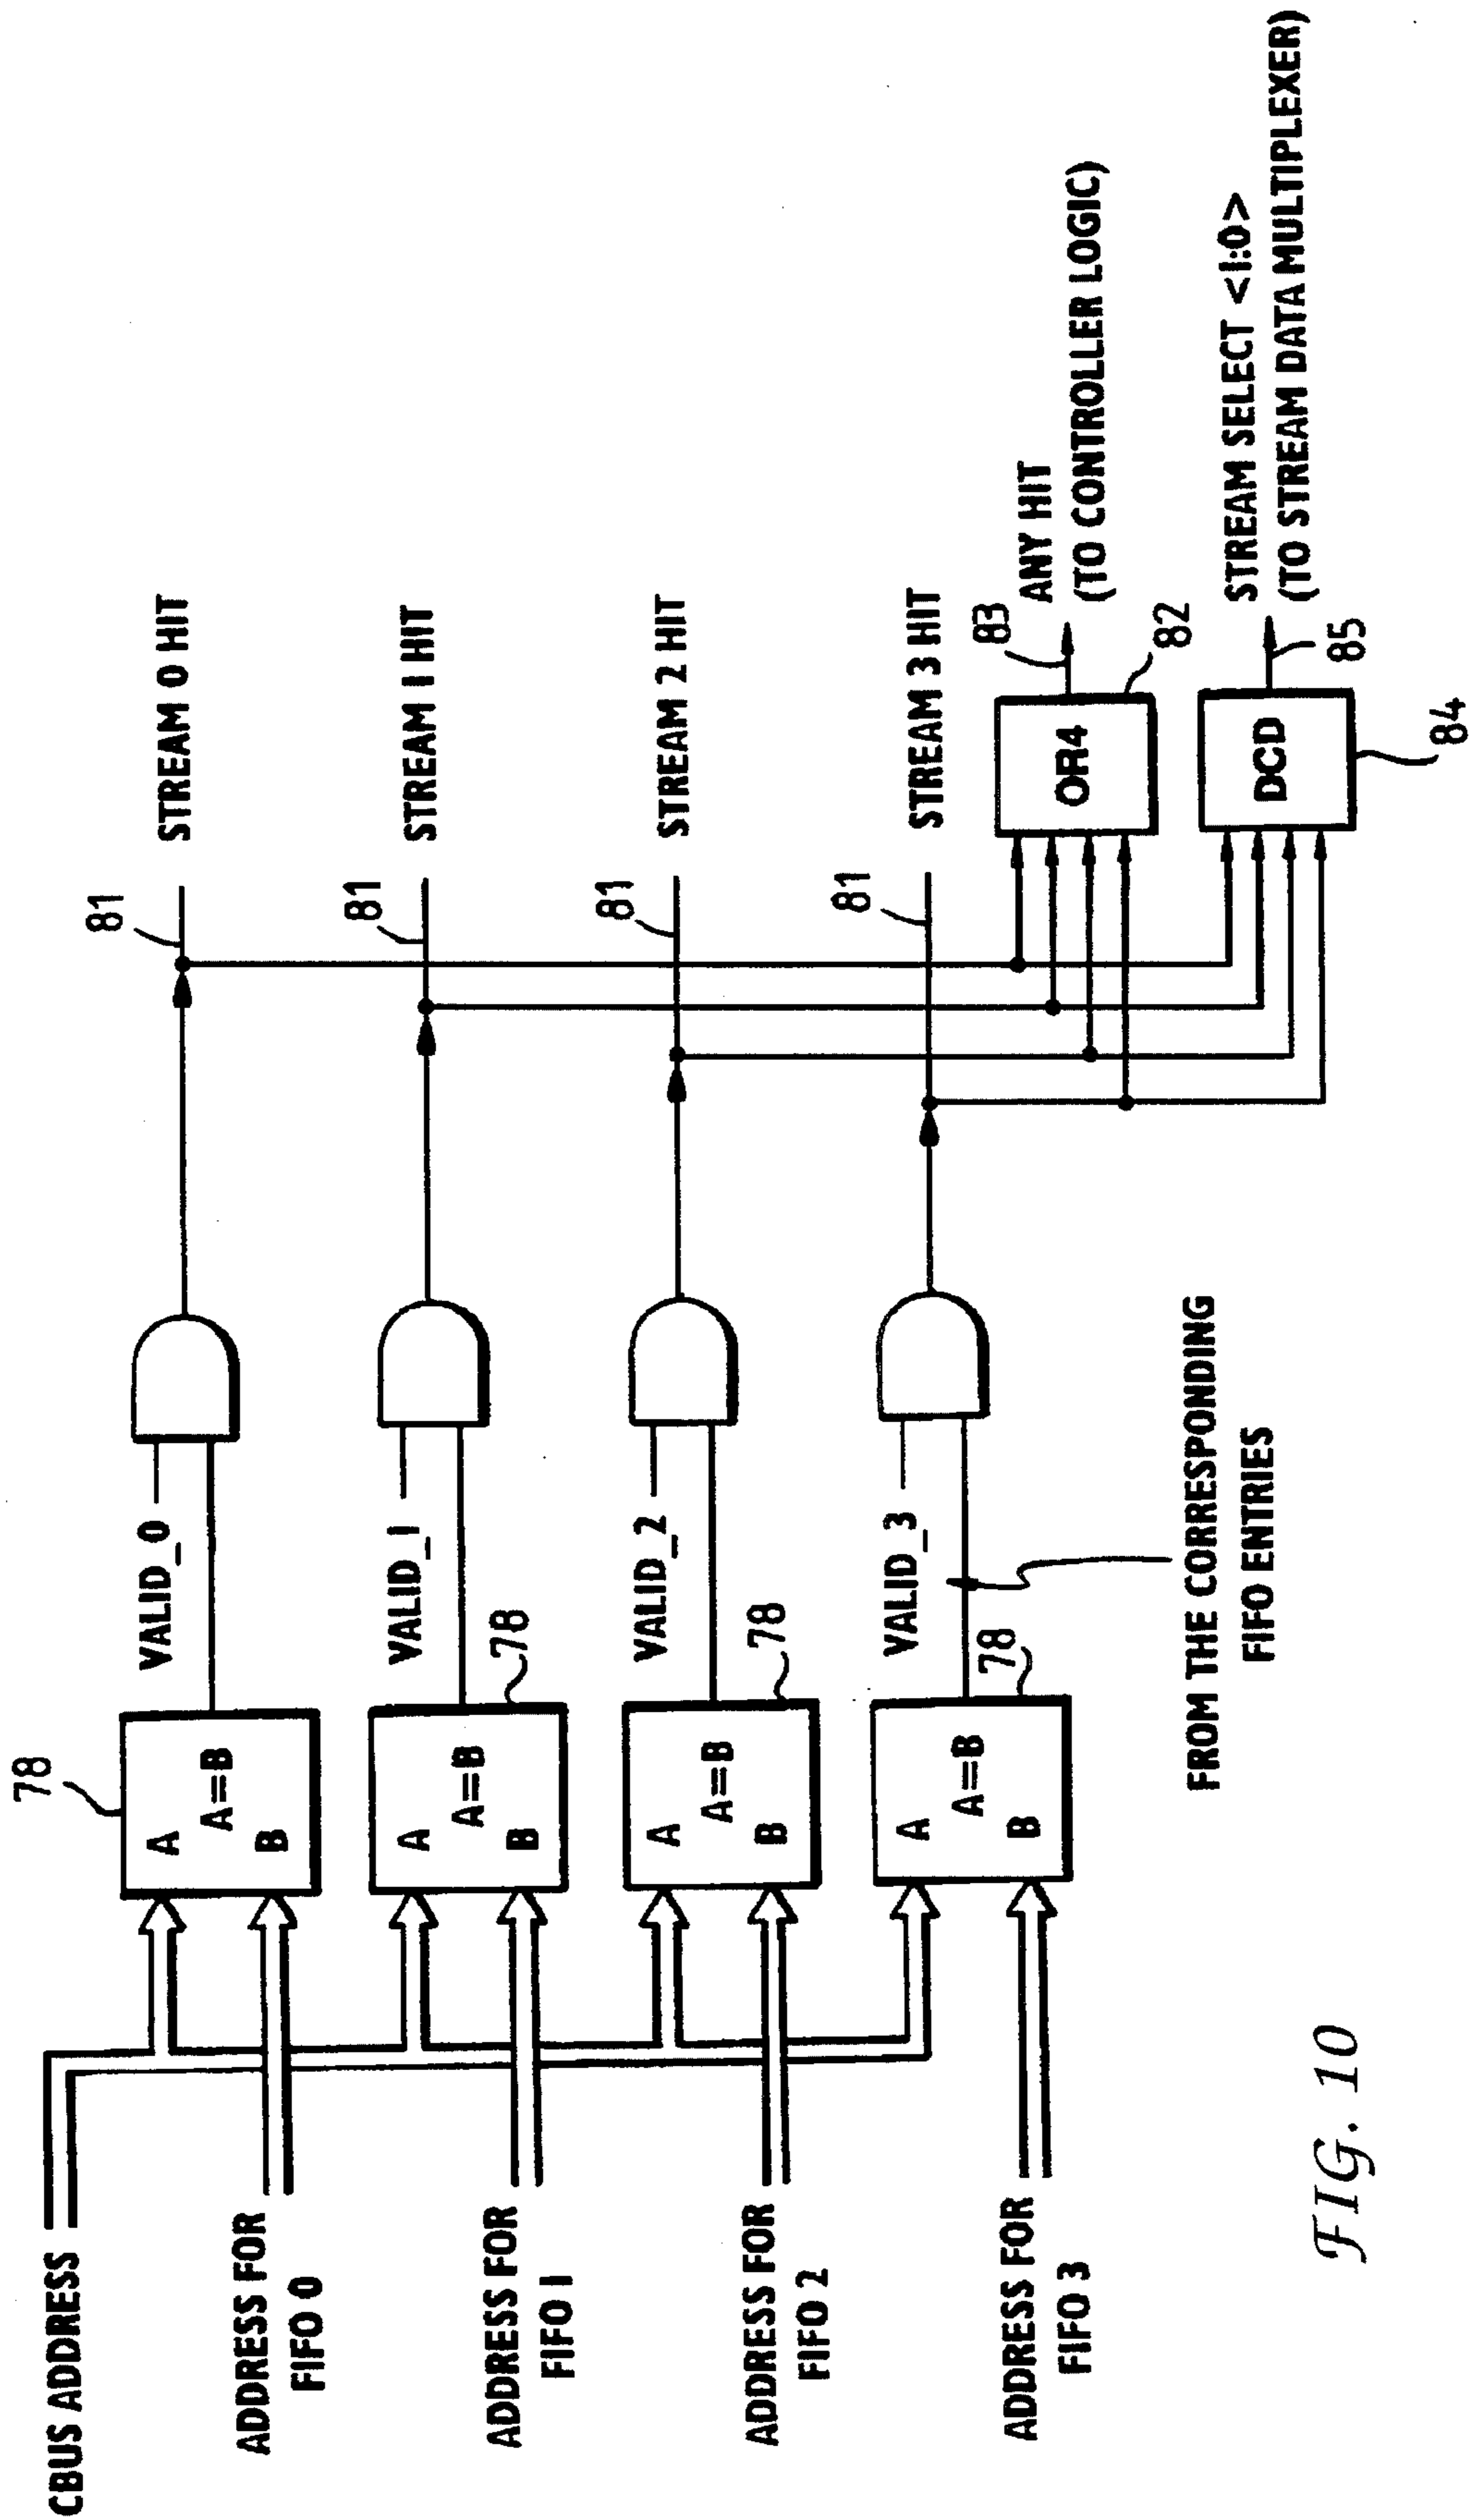 CBUS ADDRESS
ADDRESS FOR
FIFO 0
ADDRESS FOR
FIFO 1
ADDRESS FOR
FIFO 2
ADDRESS FOR
FIFO 3
78
A
A=B
B
A
A=B
B
78
A
A=B
B
78
A
A=B
B
78
VALID_0
VALID_1
VALID_2
VALID_3
FROM THE CORRESPONDING
FIFO ENTRIES
81
STREAM 0 HIT
81
STREAM 1 HIT
81
STREAM 2 HIT
81
STREAM 3 HIT
OR4
83
ANY HIT
(TO CONTROLLER LOGIC)
82
DCD
STREAM SELECT <1:0>
(TO STREAM DATA MULTIPLEXER)
85
84
FIG. 10